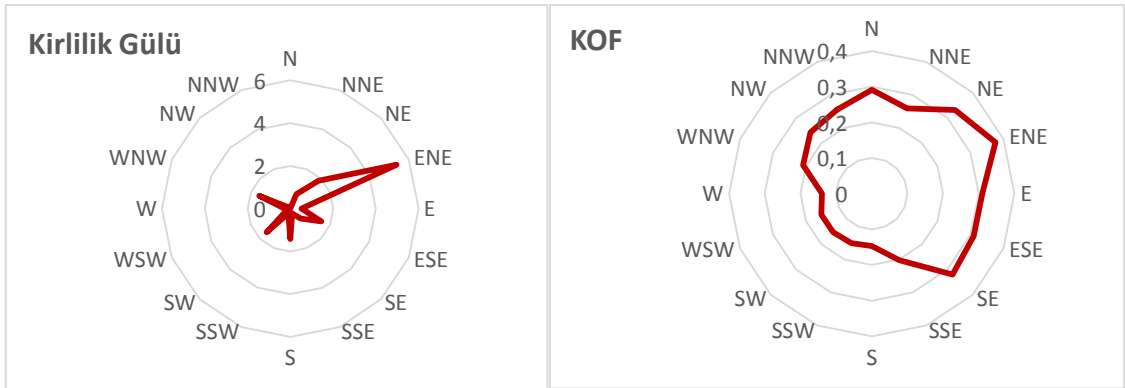 Kirlilik Gülü
N
NNE
NE
ENE
E
ESE
SE
SSE
S
SSW
SW
WSW
W
WNW
NW
NNW
6
4
2
0
KOF
N
NNE
NE
ENE
E
ESE
SE
SSE
S
SSW
SW
WSW
W
WNW
NW
NNW
0,4
0,3
0,2
0,1
0